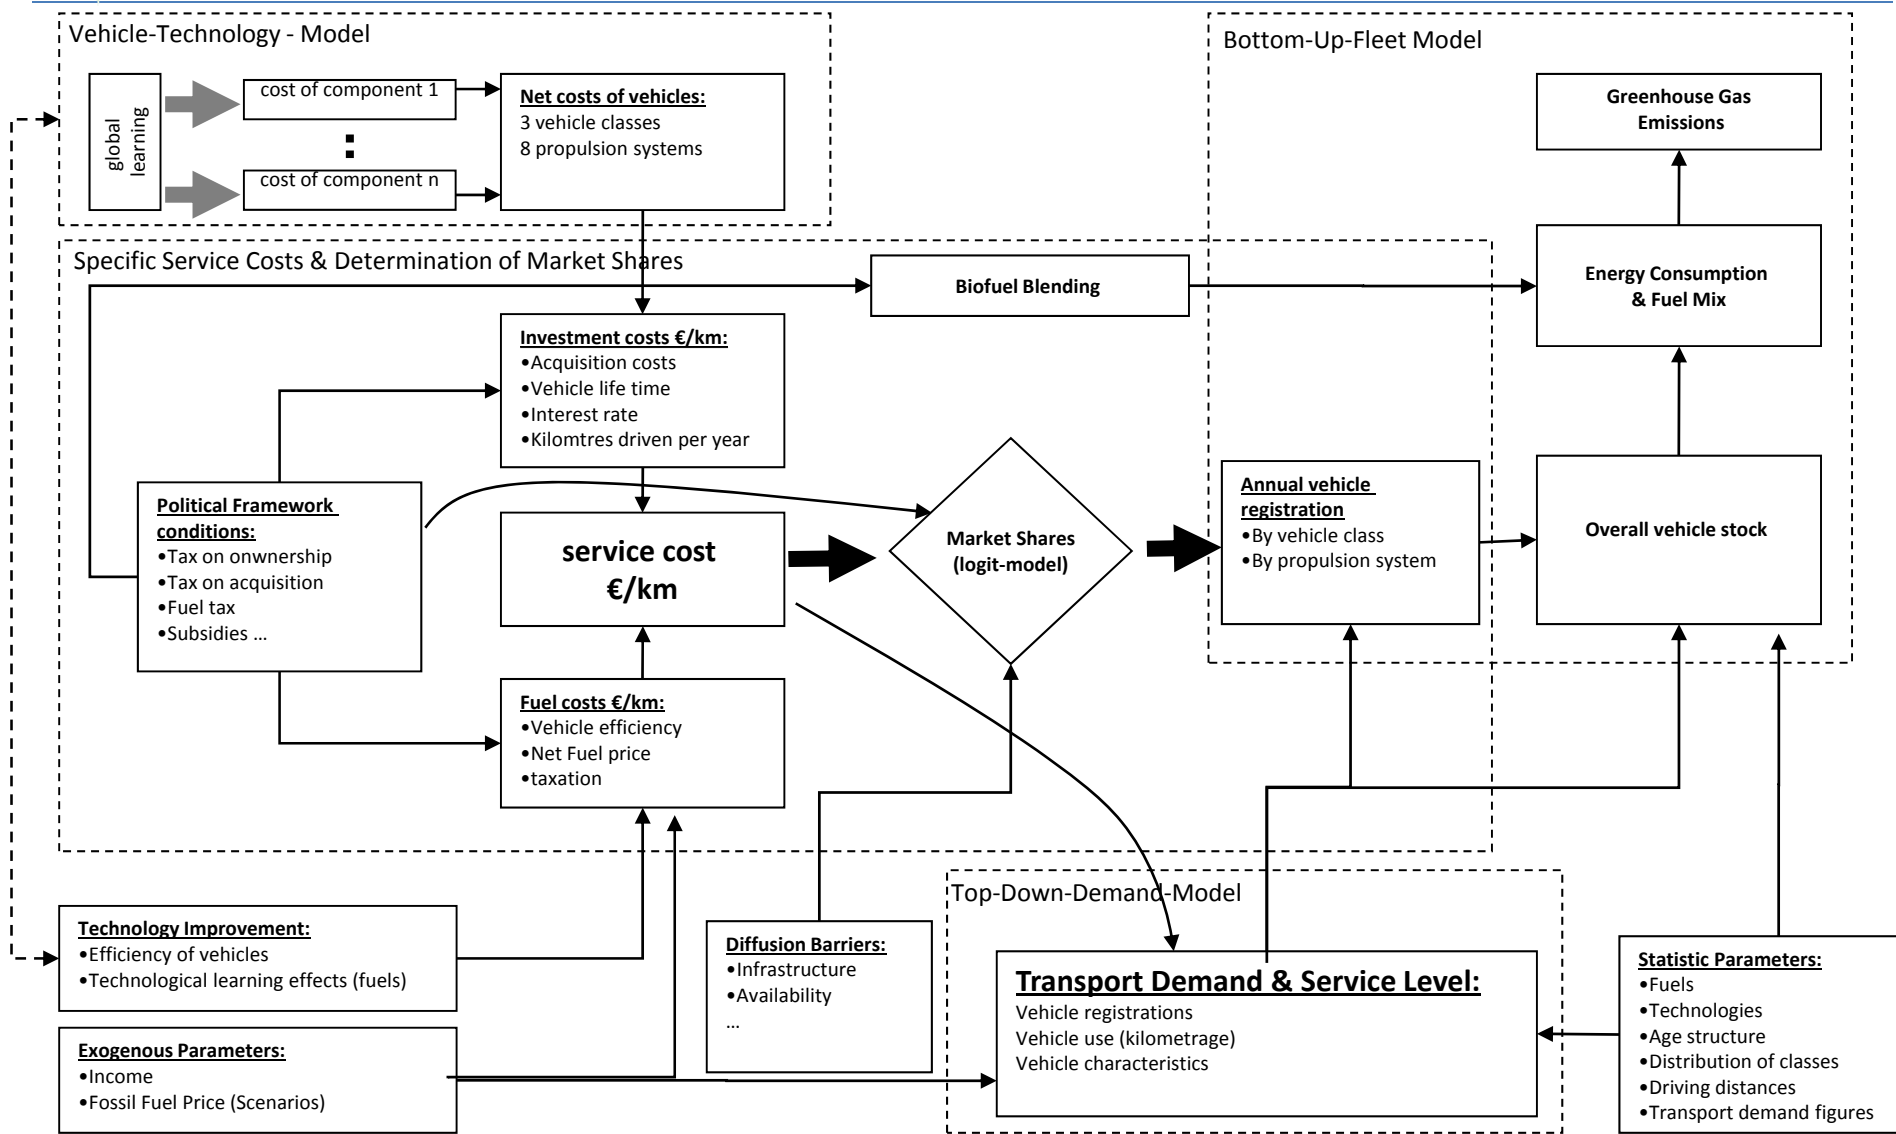 Vehicle-Technology - Model
global
learning
cost of component 1
:
cost of component n
Net costs of vehicles:
3 vehicle classes
8 propulsion systems
Bottom-Up-Fleet Model
Greenhouse Gas
Emissions
Energy Consumption
& Fuel Mix
Specific Service Costs & Determination of Market Shares
Biofuel Blending
Investment costs €/km:
•Acquisition costs
•Vehicle life time
•Interest rate
•Kilomtres driven per year
Political Framework
conditions:
•Tax on onwnership
•Tax on acquisition
•Fuel tax
•Subsidies ...
service cost
€/km
Market Shares
(logit-model)
Annual vehicle
registration
•By vehicle class
•By propulsion system
Overall vehicle stock
Fuel costs €/km:
•Vehicle efficiency
•Net Fuel price
•taxation
Technology Improvement:
•Efficiency of vehicles
•Technological learning effects (fuels)
Exogenous Parameters:
•Income
•Fossil Fuel Price (Scenarios)
Diffusion Barriers:
•Infrastructure
•Availability
...
Top-Down-Demand-Model
Transport Demand & Service Level:
Vehicle registrations
Vehicle use (kilometrage)
Vehicle characteristics
Statistic Parameters:
•Fuels
•Technologies
•Age structure
•Distribution of classes
•Driving distances
•Transport demand figures